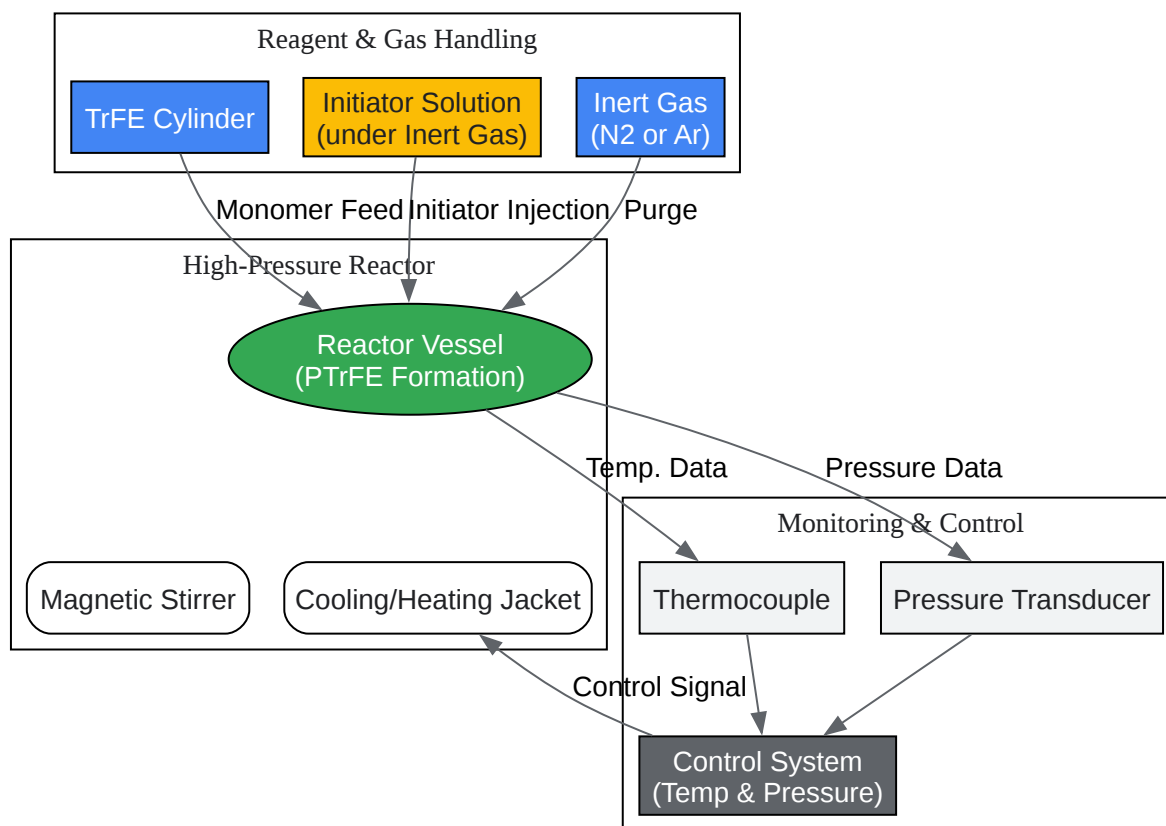 Reagent & Gas Handling
TrFE Cylinder
Initiator Solution
(under Inert Gas)
Inert Gas
(N2 or Ar)
Monomer Feed
Initiator Injection
Purge
High-Pressure Reactor
Reactor Vessel
(PTrFE Formation)
Temp. Data
Pressure Data
Monitoring & Control
Magnetic Stirrer
Cooling/Heating Jacket
Thermocouple
Pressure Transducer
Control Signal
Control System
(Temp & Pressure)